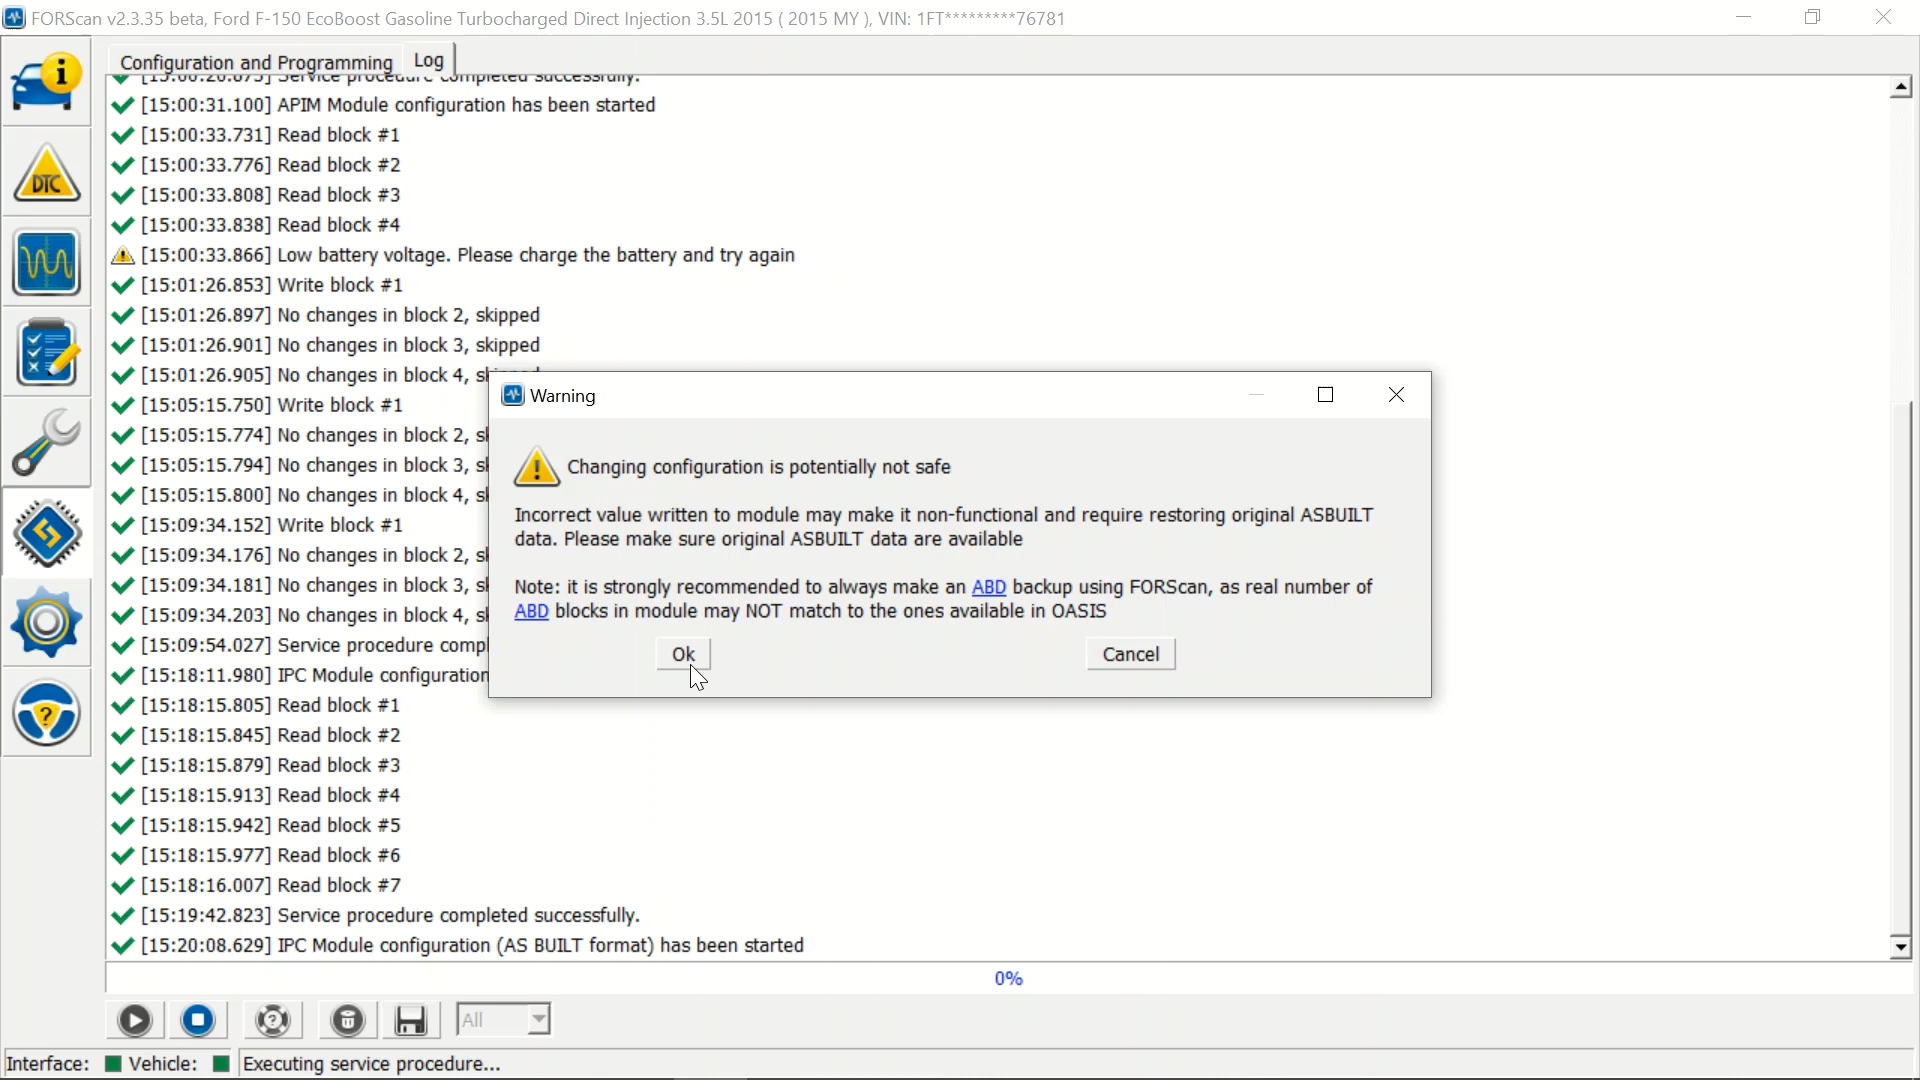 FORScan v2.3.35 beta, Ford F-150 EcoBoost Gasoline Turbocharged Direct Injection 3.5L 2015 ( 2015 MY ), VIN: 1FT*********76781
Configuration and Programming
Log
[15:00:20.673] Service procedure completed successfully.
[15:00:31.100] APIM Module configuration has been started
[15:00:33.731] Read block #1
[15:00:33.776] Read block #2
[15:00:33.808] Read block #3
[15:00:33.838] Read block #4
[15:00:33.866] Low battery voltage. Please charge the battery and try again
[15:01:26.853] Write block #1
[15:01:26.897] No changes in block 2, skipped
[15:01:26.901] No changes in block 3, skipped
[15:01:26.905] No changes in block 4, skipped
[15:05:15.750] Write block #1
[15:05:15.774] No changes in block 2, sk
[15:05:15.794] No changes in block 3, sk
[15:05:15.800] No changes in block 4, sk
[15:09:34.152] Write block #1
[15:09:34.176] No changes in block 2, sk
[15:09:34.181] No changes in block 3, sk
[15:09:34.203] No changes in block 4, sk
[15:09:54.027] Service procedure compl
[15:18:11.980] IPC Module configuration
[15:18:15.805] Read block #1
[15:18:15.845] Read block #2
[15:18:15.879] Read block #3
[15:18:15.913] Read block #4
[15:18:15.942] Read block #5
[15:18:15.977] Read block #6
[15:18:16.007] Read block #7
[15:19:42.823] Service procedure completed successfully.
[15:20:08.629] IPC Module configuration (AS BUILT format) has been started
Warning
Changing configuration is potentially not safe
Incorrect value written to module may make it non-functional and require restoring original ASBUILT
data. Please make sure original ASBUILT data are available
Note: it is strongly recommended to always make an ABD backup using FORScan, as real number of
ABD blocks in module may NOT match to the ones available in OASIS
Ok
Cancel
DTC
0%
All
Interface:
Vehicle:
Executing service procedure...